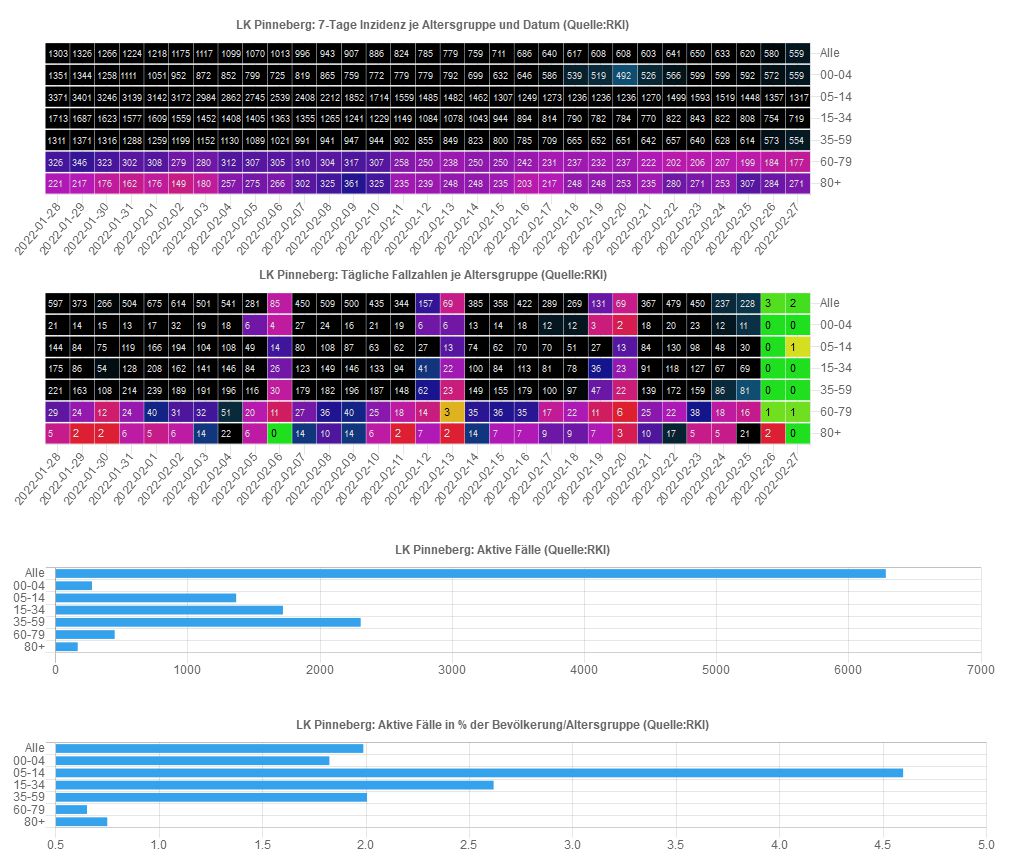 LK Pinneberg: 7-Tage Inzidenz je Altersgruppe und Datum (Quelle:RKI)
1303 1326 1266 1224 1218 1175 1117 1099 1070 1013 996 943 907 886 824 785 779 759 711 686 640 617 608 608 603 641 650 633 620 580 559 Alle
1351 1344 1258 1111 1051 952 872 852 799 725 819 865 759 772 779 779 792 699 632 646 586 539 519 492 526 566 599 599 592 572 559 00-04
3371 3401 3246 3139 3142 3172 2984 2862 2745 2539 2408 2212 1852 1714 1559 1485 1482 1462 1307 1249 1273 1236 1236 1236 1270 1499 1593 1519 1448 1357 1317 05-14
1713 1687 1623 1577 1609 1559 1452 1408 1405 1363 1355 1265 1241 1229 1149 1084 1078 1043 944 894 814 790 782 784 770 822 843 822 808 754 719 15-34
1311 1371 1316 1288 1259 1199 1152 1130 1089 1021 991 941 947 944 902 855 849 823 800 785 709 665 652 651 642 657 640 628 614 573 554 35-59
326 346 323 302 308 279 280 312 307 305 310 304 317 307 258 250 238 250 250 242 231 237 232 237 222 202 206 207 199 184 177 60-79
221 217 176 162 176 149 180 257 275 266 302 325 361 325 235 239 248 248 235 203 217 248 248 253 235 280 271 253 307 284 271 80+
2022-01-28 2022-01-29 2022-01-30 2022-01-31 2022-02-01 2022-02-02 2022-02-03 2022-02-04 2022-02-05 2022-02-06 2022-02-07 2022-02-08 2022-02-09 2022-02-10 2022-02-11 2022-02-12 2022-02-13 2022-02-14 2022-02-15 2022-02-16 2022-02-17 2022-02-18 2022-02-19 2022-02-20 2022-02-21 2022-02-22 2022-02-23 2022-02-24 2022-02-25 2022-02-26 2022-02-27
LK Pinneberg: Tägliche Fallzahlen je Altersgruppe (Quelle:RKI)
597 373 266 504 675 614 501 541 281 85 450 509 500 435 344 157 69 385 358 422 289 269 131 69 367 479 450 237 228 3 2 Alle
21 14 15 13 17 32 19 18 6 4 27 24 16 21 19 6 6 13 14 18 12 12 3 2 18 20 23 12 11 0 0 00-04
144 84 75 119 166 194 104 108 49 14 80 108 87 63 62 27 13 74 62 70 70 51 27 13 84 130 98 48 30 0 1 05-14
175 86 54 128 208 162 141 146 84 26 123 149 146 133 94 41 22 100 84 113 81 78 36 23 91 118 127 67 69 0 0 15-34
221 163 108 214 239 189 191 196 116 30 179 182 196 187 148 62 23 149 155 179 100 97 47 22 139 172 159 86 81 0 0 35-59
29 24 12 24 40 31 32 51 20 11 27 36 40 25 18 14 3 35 36 35 17 22 11 6 25 22 38 18 16 1 1 60-79
5 2 2 6 5 6 14 22 6 0 14 10 14 6 2 7 2 14 7 7 9 9 7 3 10 17 5 5 21 2 0 80+
2022-01-28 2022-01-29 2022-01-30 2022-01-31 2022-02-01 2022-02-02 2022-02-03 2022-02-04 2022-02-05 2022-02-06 2022-02-07 2022-02-08 2022-02-09 2022-02-10 2022-02-11 2022-02-12 2022-02-13 2022-02-14 2022-02-15 2022-02-16 2022-02-17 2022-02-18 2022-02-19 2022-02-20 2022-02-21 2022-02-22 2022-02-23 2022-02-24 2022-02-25 2022-02-26 2022-02-27
LK Pinneberg: Aktive Fälle (Quelle:RKI)
Alle
00-04
05-14
15-34
35-59
60-79
80+
0 1000 2000 3000 4000 5000 6000 7000
LK Pinneberg: Aktive Fälle in % der Bevölkerung/Altersgruppe (Quelle:RKI)
Alle
00-04
05-14
15-34
35-59
60-79
80+
0.5 1.0 1.5 2.0 2.5 3.0 3.5 4.0 4.5 5.0